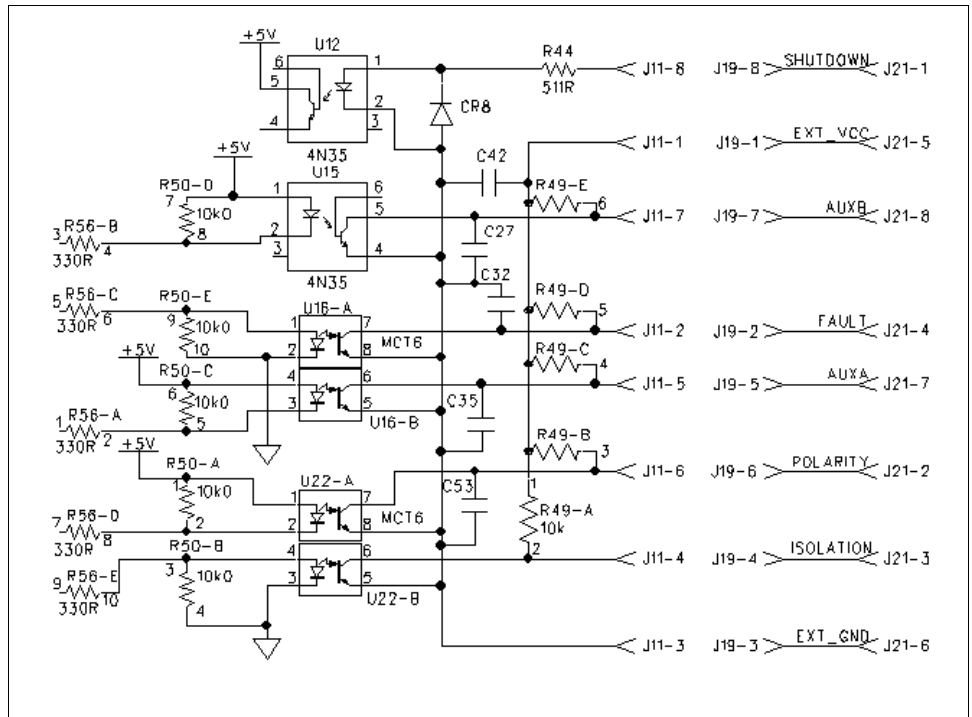 +5V
U12
6
1
R44
J11-8
J19-8
SHUTDOWN
J21-1
5
511R
2
CR8
4
3
4N35
+5V
U15
C42
J11-1
J19-1
EXT_VCC
J21-5
R50-D
7
1
6
R49-E
10k0
5
6
J11-7
J19-7
AUXB
J21-8
R56-B
3
8
2
C27
4
4
330R
3
4N35
C32
R56-C
R50-E
U16-A
R49-D
5
6
9
10k0
1
7
5
330R
MCT6
J11-2
J19-2
FAULT
J21-4
10
2
8
R49-C
+5V
R50-C
4
6
4
J11-5
J19-5
AUXA
J21-7
6
10k0
C35
R56-A
3
5
1
5
U16-B
2
330R
R49-B
+5V
3
R50-A
U22-A
C53
J11-6
J19-6
POLARITY
J21-2
1
10k0
1
7
1
R56-D
MCT6
R49-A
7
2
2
8
10k
8
330R
R50-B
4
6
2
J11-4
J19-4
ISOLATION
J21-3
R56-E
3
10k0
9
3
5
10
330R
4
U22-B
J11-3
J19-3
EXT_GND
J21-6